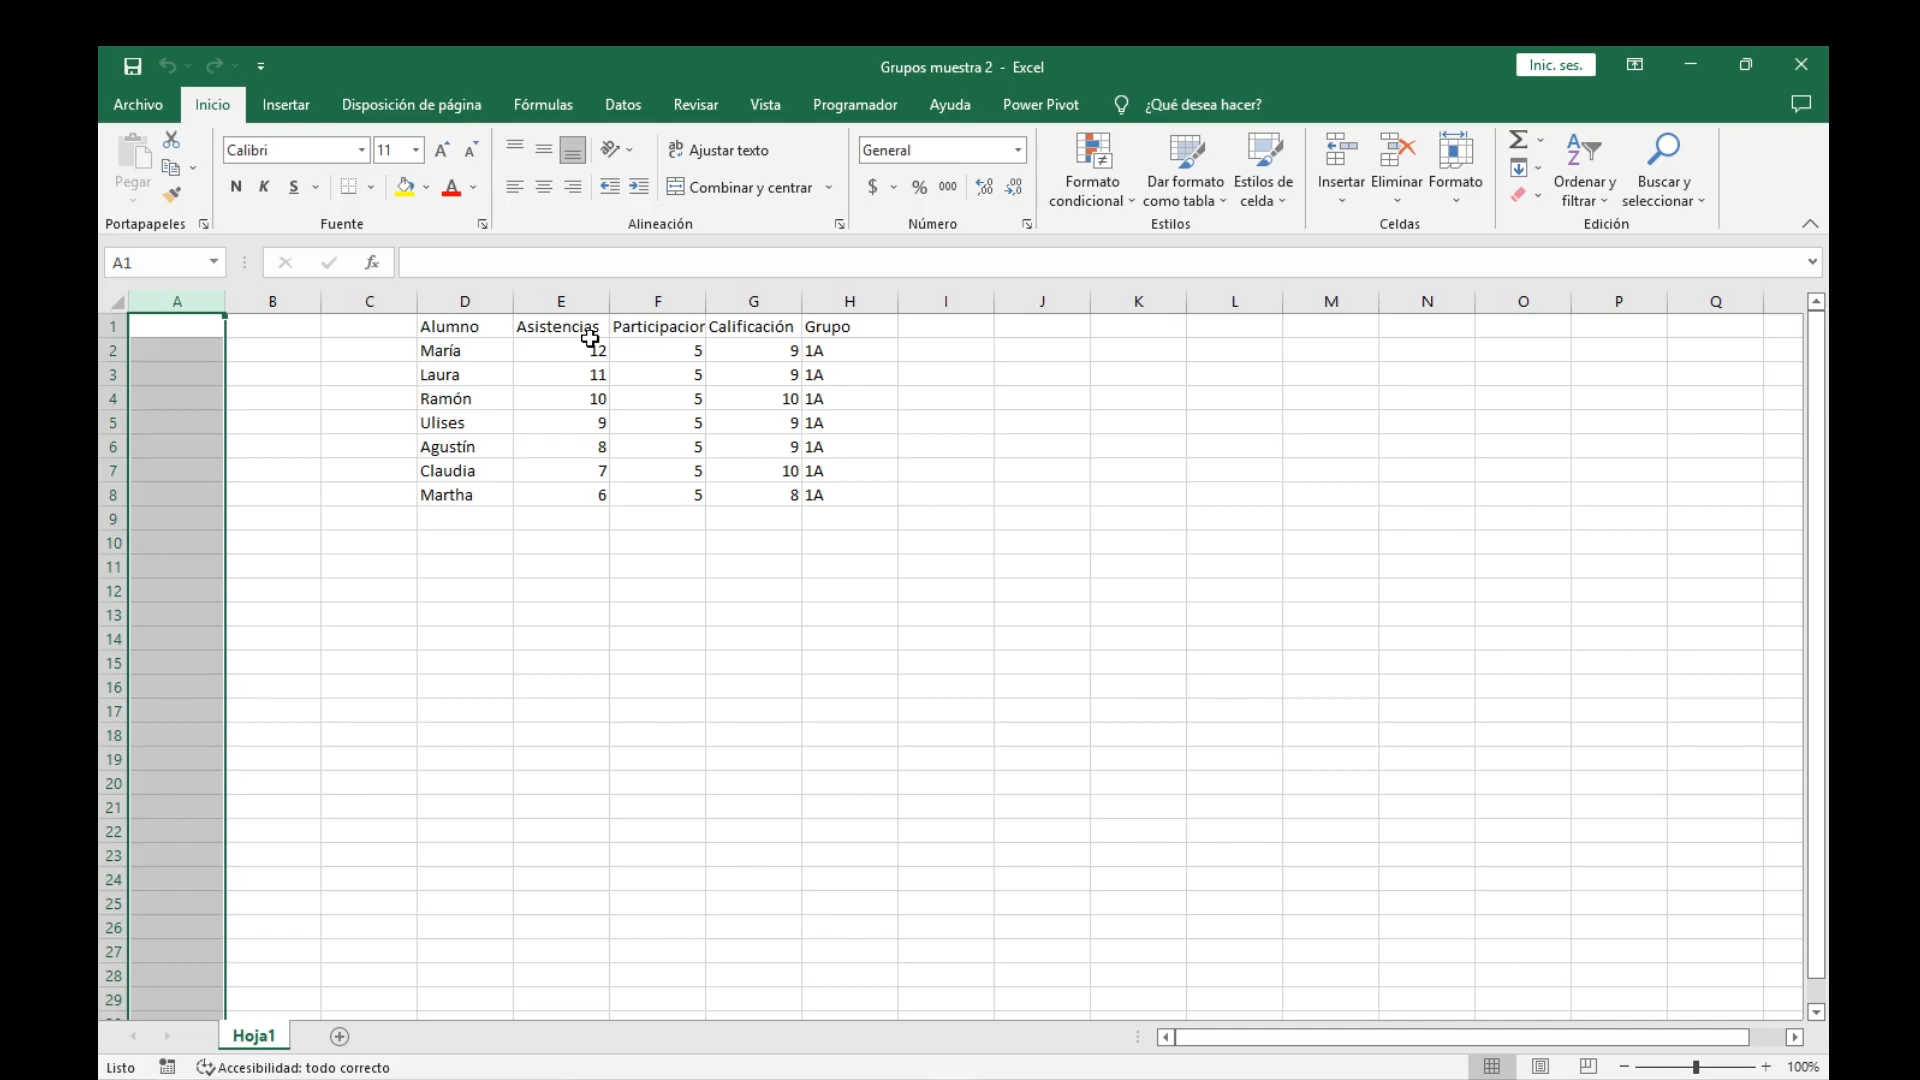 Grupos muestra 2 - Excel
Inic. ses.
Archivo Inicio Insertar Disposición de página Fórmulas Datos Revisar Vista Programador Ayuda Power Pivot ¿Qué desea hacer?
Pegar
Portapapeles
Calibri 11
N K S
Fuente
Ajustar texto
Combinar y centrar
Alineación
General
$ % 000
Número
Formato condicional
Dar formato como tabla
Estilos de celda
Estilos
Insertar Eliminar Formato
Celdas
Ordenar y filtrar
Buscar y seleccionar
Edición
A1
fx
A B C D E F G H I J K L M N O P Q
1 Alumno Asistencias Participacior Calificación Grupo
2 María 12 5 9 1A
3 Laura 11 5 9 1A
4 Ramón 10 5 10 1A
5 Ulises 9 5 9 1A
6 Agustín 8 5 9 1A
7 Claudia 7 5 10 1A
8 Martha 6 5 8 1A
9
10
11
12
13
14
15
16
17
18
19
20
21
22
23
24
25
26
27
28
29
Hoja1
Listo Accesibilidad: todo correcto 100%